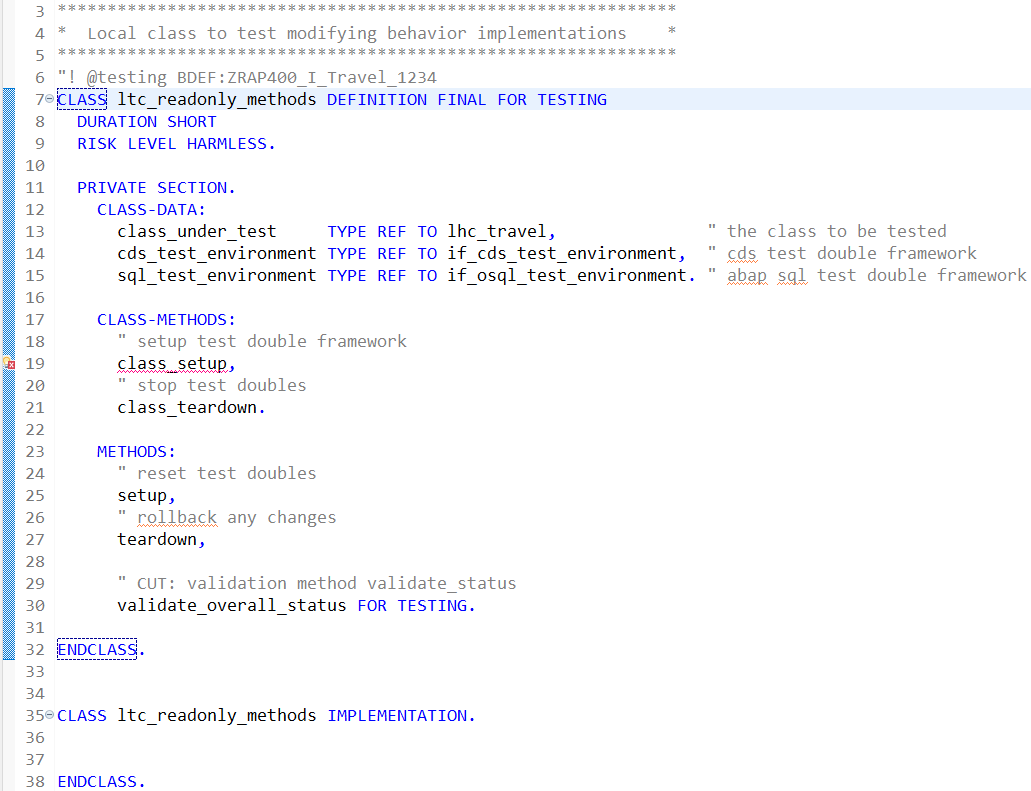 3 **************************************************************
4 *  Local class to test modifying behavior implementations    *
5 **************************************************************
6 "! @testing BDEF:ZRAP400_I_Travel_1234
7 CLASS ltc_readonly_methods DEFINITION FINAL FOR TESTING
8   DURATION SHORT
9   RISK LEVEL HARMLESS.
10
11   PRIVATE SECTION.
12     CLASS-DATA:
13       class_under_test     TYPE REF TO lhc_travel,               " the class to be tested
14       cds_test_environment TYPE REF TO if_cds_test_environment,  " cds test double framework
15       sql_test_environment TYPE REF TO if_osql_test_environment. " abap sql test double framework
16
17     CLASS-METHODS:
18       " setup test double framework
19       class_setup,
20       " stop test doubles
21       class_teardown.
22
23     METHODS:
24       " reset test doubles
25       setup,
26       " rollback any changes
27       teardown,
28
29       " CUT: validation method validate_status
30       validate_overall_status FOR TESTING.
31
32 ENDCLASS.
33
34
35 CLASS ltc_readonly_methods IMPLEMENTATION.
36
37
38 ENDCLASS.